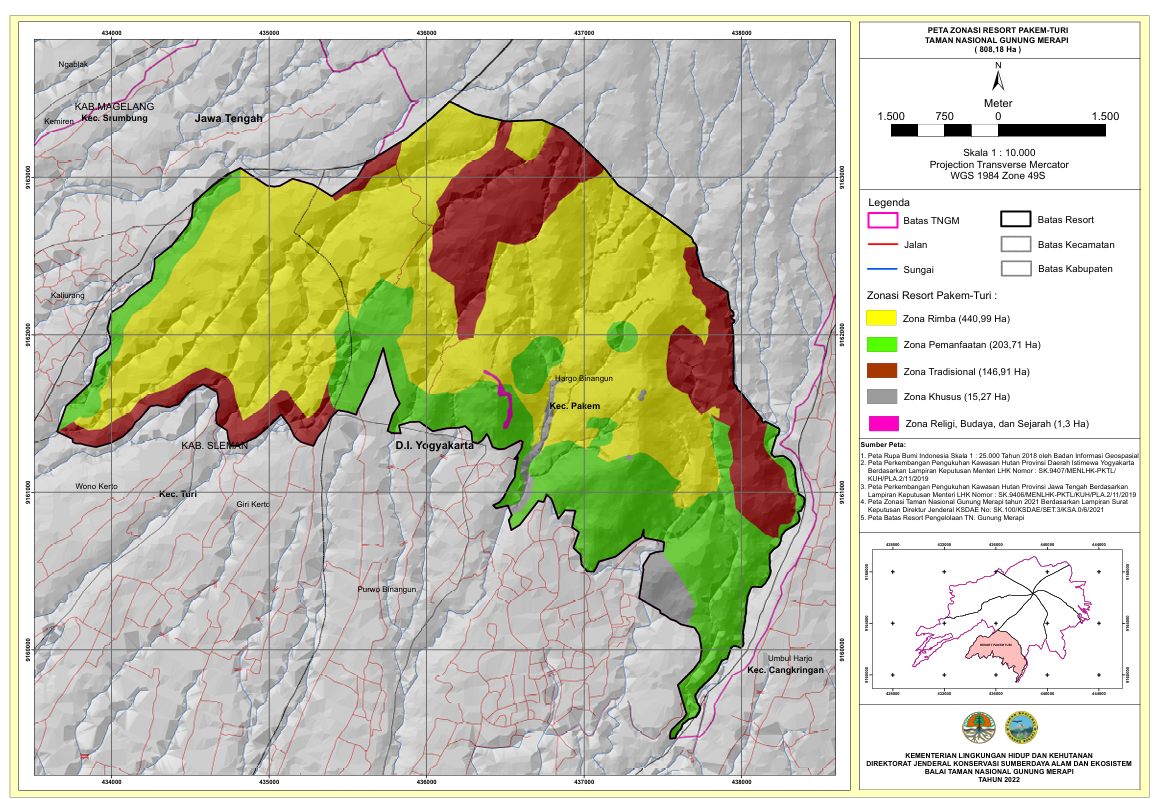 434000 435000 436000 437000 438000
Ngablak
KAB.MAGELANG
Kec. Srumbung
Kemiren
Jawa Tengah
9163000
9163000
Kaliurang
9162000
9162000
Hargo Binangun
Kec. Pakem
KAB. SLEMAN
D.I. Yogyakarta
Wono Kerto
Kec. Turi
Giri Kerto
9161000
9161000
Purwo Binangun
9160000
9160000
Umbul Harjo
Kec. Cangkringan
434000 435000 436000 437000 438000
PETA ZONASI RESORT PAKEM-TURI
TAMAN NASIONAL GUNUNG MERAPI
( 808,18 Ha )
N
Meter
1.500 750 0 1.500
Skala 1 : 10.000
Projection Transverse Mercator
WGS 1984 Zone 49S
Legenda
Batas TNGM Batas Resort
Jalan Batas Kecamatan
Sungai Batas Kabupaten
Zonasi Resort Pakem-Turi :
Zona Rimba (440,99 Ha)
Zona Pemanfaatan (203,71 Ha)
Zona Tradisional (146,91 Ha)
Zona Khusus (15,27 Ha)
Zona Religi, Budaya, dan Sejarah (1,3 Ha)
Sumber Peta:
1. Peta Rupa Bumi Indonesia Skala 1 : 25.000 Tahun 2018 oleh Badan Informasi Geospasial
2. Peta Perkembangan Pengukuhan Kawasan Hutan Provinsi Daerah Istimewa Yogyakarta
Berdasarkan Lampiran Keputusan Menteri LHK Nomor : SK.9407/MENLHK-PKTL/
KUH/PLA.2/11/2019
3. Peta Perkembangan Pengukuhan Kawasan Hutan Provinsi Jawa Tengah Berdasarkan
Lampiran Keputusan Menteri LHK Nomor : SK.9406/MENLHK-PKTL/KUH/PLA.2/11/2019
4. Peta Zonasi Taman Nasional Gunung Merapi tahun 2021 Berdasarkan Lampiran Surat
Keputusan Direktur Jenderal KSDAE No: SK.100/KSDAE/SET.3/KSA.0/6/2021
5. Peta Batas Resort Pengelolaan TN. Gunung Merapi
RESORT PAKEM-TURI
KEMENTERIAN LINGKUNGAN HIDUP DAN KEHUTANAN
DIREKTORAT JENDERAL KONSERVASI SUMBERDAYA ALAM DAN EKOSISTEM
BALAI TAMAN NASIONAL GUNUNG MERAPI
TAHUN 2022